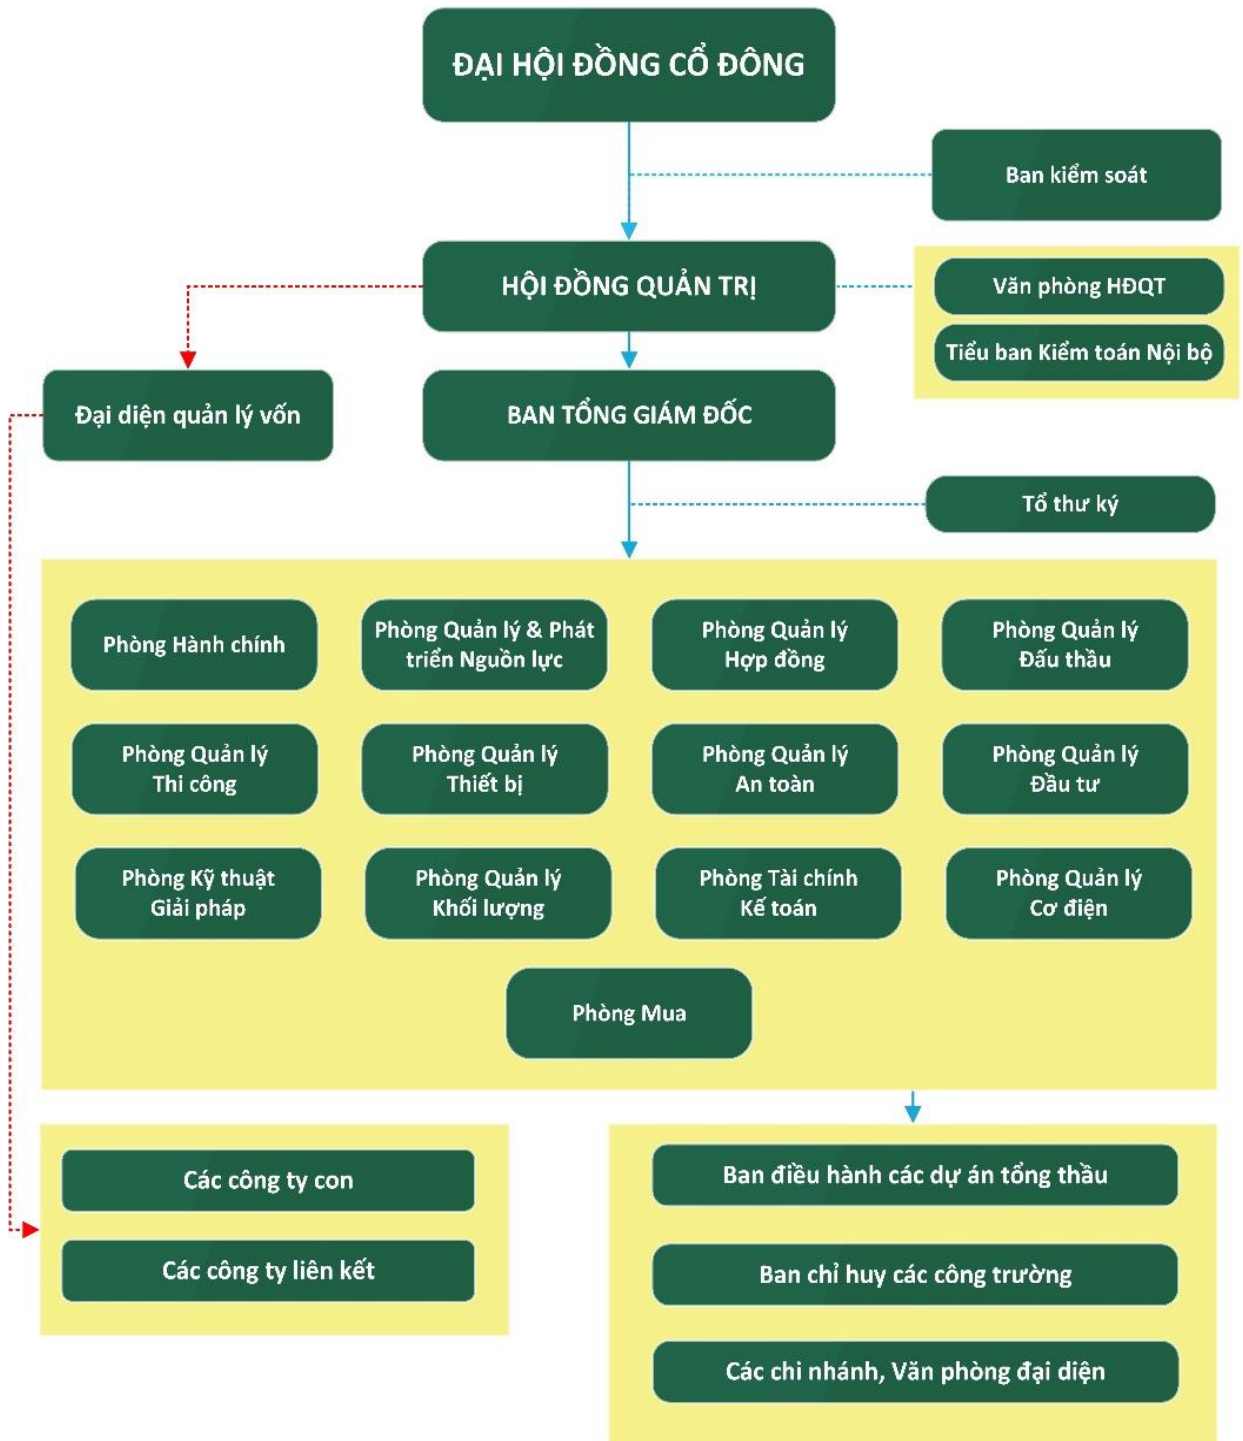 ĐẠI HỘI ĐỒNG CỔ ĐÔNG
Ban kiểm soát
HỘI ĐỒNG QUẢN TRỊ
Văn phòng HĐQT
Tiểu ban Kiểm toán Nội bộ
Đại diện quản lý vốn
BAN TỔNG GIÁM ĐỐC
Tổ thư ký
Phòng Hành chính
Phòng Quản lý & Phát
triển Nguồn lực
Phòng Quản lý
Hợp đồng
Phòng Quản lý
Đấu thầu
Phòng Quản lý
Thi công
Phòng Quản lý
Thiết bị
Phòng Quản lý
An toàn
Phòng Quản lý
Đầu tư
Phòng Kỹ thuật
Giải pháp
Phòng Quản lý
Khối lượng
Phòng Tài chính
Kế toán
Phòng Quản lý
Cơ điện
Phòng Mua
Các công ty con
Các công ty liên kết
Ban điều hành các dự án tổng thầu
Ban chỉ huy các công trường
Các chi nhánh, Văn phòng đại diện